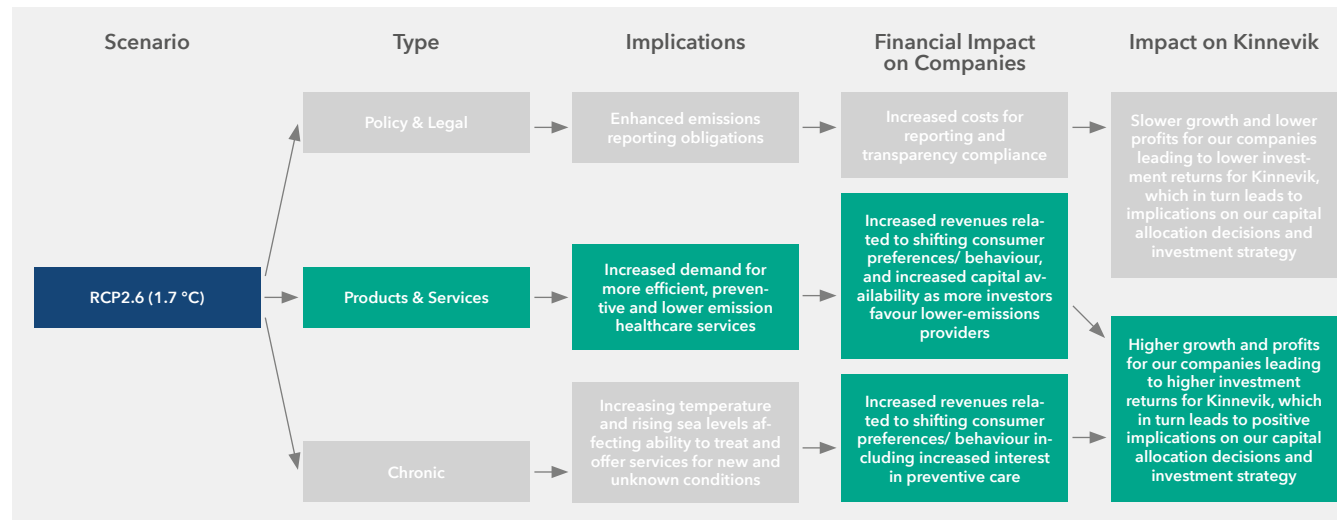 Scenario
Type
Implications
Financial Impact
on Companies
Impact on Kinnevik
Policy & Legal
Enhanced emissions
reporting obligations
Increased costs for
reporting and
transparency compliance
Slower growth and lower
profits for our companies
leading to lower invest-
ment returns for Kinnevik,
which in turn leads to
implications on our capital
allocation decisions and
investment strategy
RCP2.6 (1.7 °C)
Products & Services
Increased demand for
more efficient, preven-
tive and lower emission
healthcare services
Increased revenues rela-
ted to shifting consumer
preferences/ behaviour,
and increased capital av-
ailability as more investors
favour lower-emissions
providers
Higher growth and profits
for our companies leading
to higher investment
returns for Kinnevik, which
in turn leads to positive
implications on our capital
allocation decisions and
investment strategy
Chronic
Increasing temperature
and rising sea levels af-
fecting ability to treat and
offer services for new and
unknown conditions
Increased revenues rela-
ted to shifting consumer
preferences/ behaviour in-
cluding increased interest
in preventive care